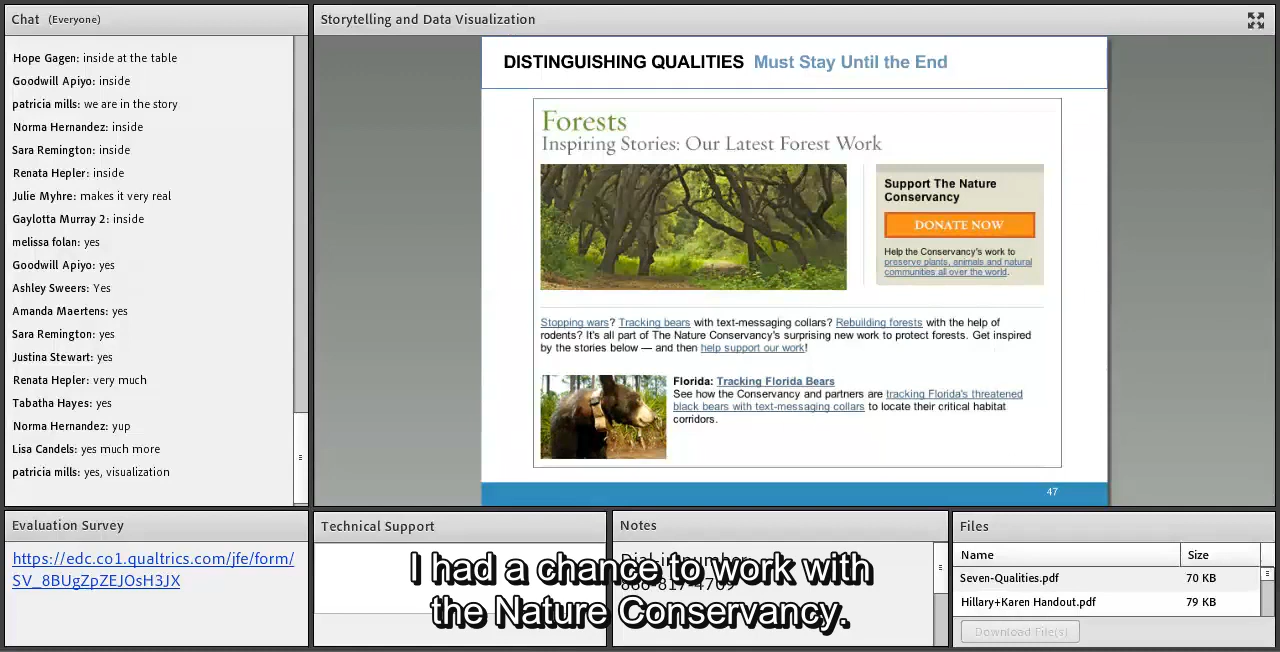 Chat (Everyone)
Hope Gagen: inside at the table
Goodwill Apiyo: inside
patricia mills: we are in the story
Norma Hernandez: inside
Sara Remington: inside
Renata Hepler: inside
Julie Myhre: makes it very real
Gaylotta Murray 2: inside
melissa folan: yes
Goodwill Apiyo: yes
Ashley Sweers: Yes
Amanda Maertens: yes
Sara Remington: yes
Justina Stewart: yes
Renata Hepler: very much
Tabatha Hayes: yes
Norma Hernandez: yup
Lisa Candels: yes much more
patricia mills: yes, visualization
Storytelling and Data Visualization
DISTINGUISHING QUALITIES Must Stay Until the End
Forests
Inspiring Stories: Our Latest Forest Work
Support The Nature
Conservancy
DONATE NOW
Help the Conservancy's work to
preserve plants, animals and natural
communities all over the world.
Stopping wars? Tracking bears with text-messaging collars? Rebuilding forests with the help of
rodents? It's all part of The Nature Conservancy's surprising new work to protect forests. Get inspired
by the stories below — and then help support our work!
Florida: Tracking Florida Bears
See how the Conservancy and partners are tracking Florida's threatened
black bears with text-messaging collars to locate their critical habitat
corridors.
47
Evaluation Survey
https://edc.co1.qualtrics.com/jfe/form/
SV_8BUgZpZEJOsH3JX
Technical Support
Notes
Dial-in number:
Files
Name Size
Seven-Qualities.pdf 70 KB
Hillary+Karen Handout.pdf 79 KB
Download File(s)
I had a chance to work with
the Nature Conservancy.